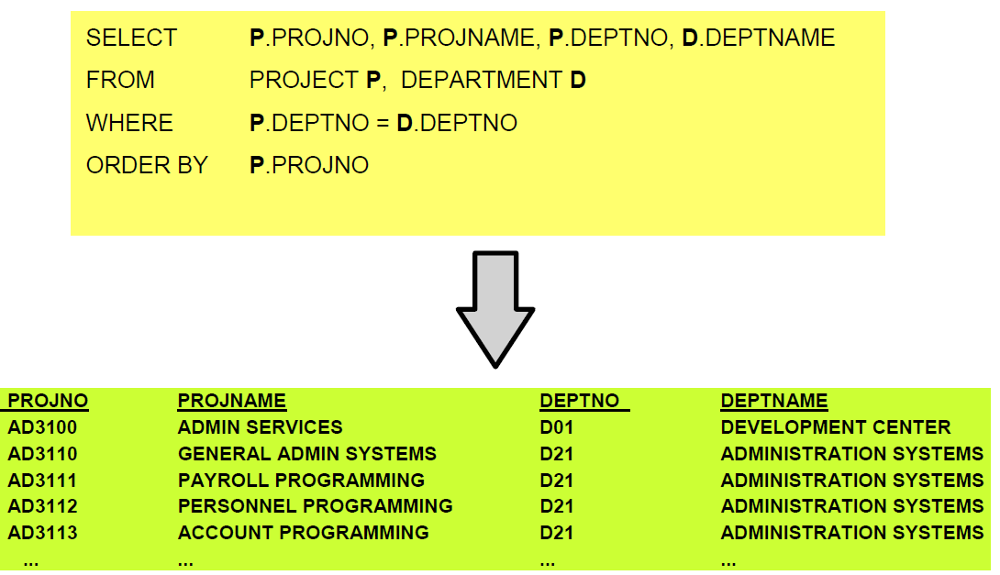 SELECT P.PROJNO, P.PROJNAME, P.DEPTNO, D.DEPTNAME
FROM PROJECT P, DEPARTMENT D
WHERE P.DEPTNO = D.DEPTNO
ORDER BY P.PROJNO
PROJNO PROJNAME DEPTNO DEPTNAME
AD3100 ADMIN SERVICES D01 DEVELOPMENT CENTER
AD3110 GENERAL ADMIN SYSTEMS D21 ADMINISTRATION SYSTEMS
AD3111 PAYROLL PROGRAMMING D21 ADMINISTRATION SYSTEMS
AD3112 PERSONNEL PROGRAMMING D21 ADMINISTRATION SYSTEMS
AD3113 ACCOUNT PROGRAMMING D21 ADMINISTRATION SYSTEMS
... ... ... ...